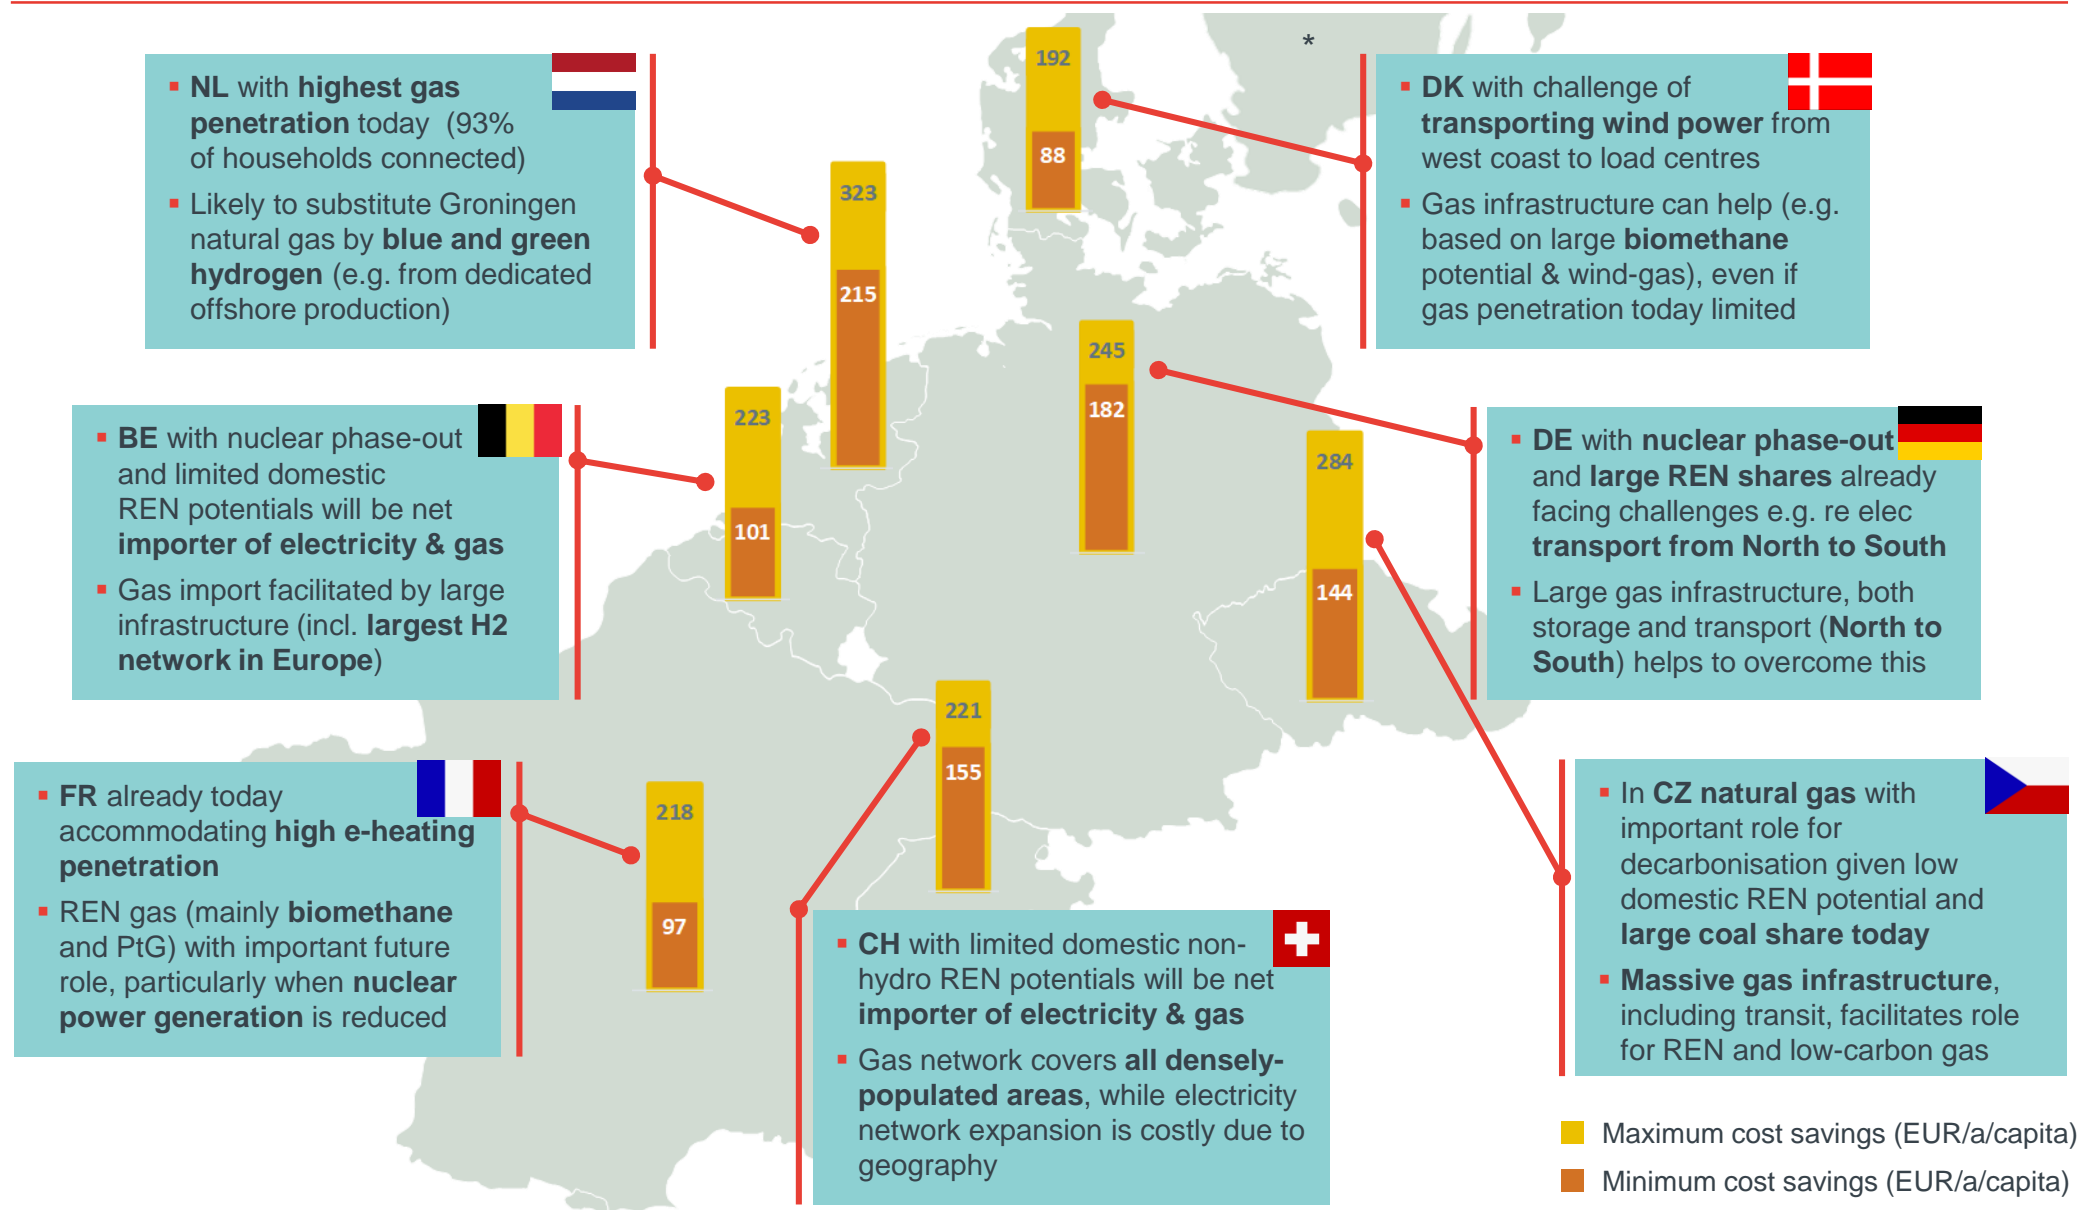 *
NL with highest gas
penetration today (93%
of households connected)
Likely to substitute Groningen
natural gas by blue and green
hydrogen (e.g. from dedicated
offshore production)
323
215
192
88
DK with challenge of
transporting wind power from
west coast to load centres
Gas infrastructure can help (e.g.
based on large biomethane
potential & wind-gas), even if
gas penetration today limited
BE with nuclear phase-out
and limited domestic
REN potentials will be net
importer of electricity & gas
Gas import facilitated by large
infrastructure (incl. largest H2
network in Europe)
223
101
245
182
284
144
DE with nuclear phase-out
and large REN shares already
facing challenges e.g. re elec
transport from North to South
Large gas infrastructure, both
storage and transport (North to
South) helps to overcome this
FR already today
accommodating high e-heating
penetration
REN gas (mainly biomethane
and PtG) with important future
role, particularly when nuclear
power generation is reduced
218
97
221
155
CH with limited domestic non-
hydro REN potentials will be net
importer of electricity & gas
Gas network covers all densely-
populated areas, while electricity
network expansion is costly due to
geography
In CZ natural gas with
important role for
decarbonisation given low
domestic REN potential and
large coal share today
Massive gas infrastructure,
including transit, facilitates role
for REN and low-carbon gas
Maximum cost savings (EUR/a/capita)
Minimum cost savings (EUR/a/capita)